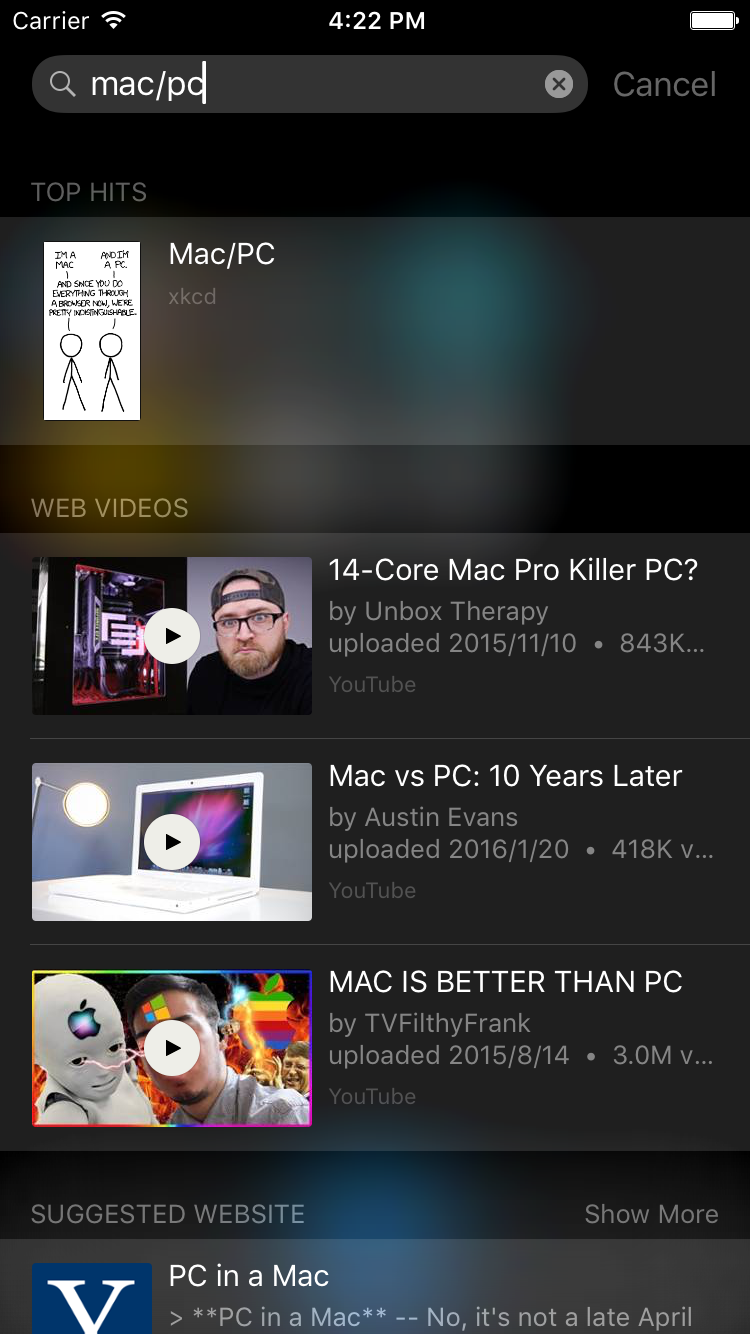 Carrier 4:22 PM
mac/pc Cancel
TOP HITS
I'M A MAC
AND I'M A PC.
AND SINCE YOU DO
EVERYTHING THROUGH
A BROWSER NOW, WE'RE
PRETTY INDISTINGUISHABLE.
Mac/PC
xkcd
WEB VIDEOS
14-Core Mac Pro Killer PC?
by Unbox Therapy
uploaded 2015/11/10 • 843K...
YouTube
Mac vs PC: 10 Years Later
by Austin Evans
uploaded 2016/1/20 • 418K v...
YouTube
MAC IS BETTER THAN PC
by TVFilthyFrank
uploaded 2015/8/14 • 3.0M v...
YouTube
SUGGESTED WEBSITE Show More
V
PC in a Mac
> **PC in a Mac** -- No, it's not a late April